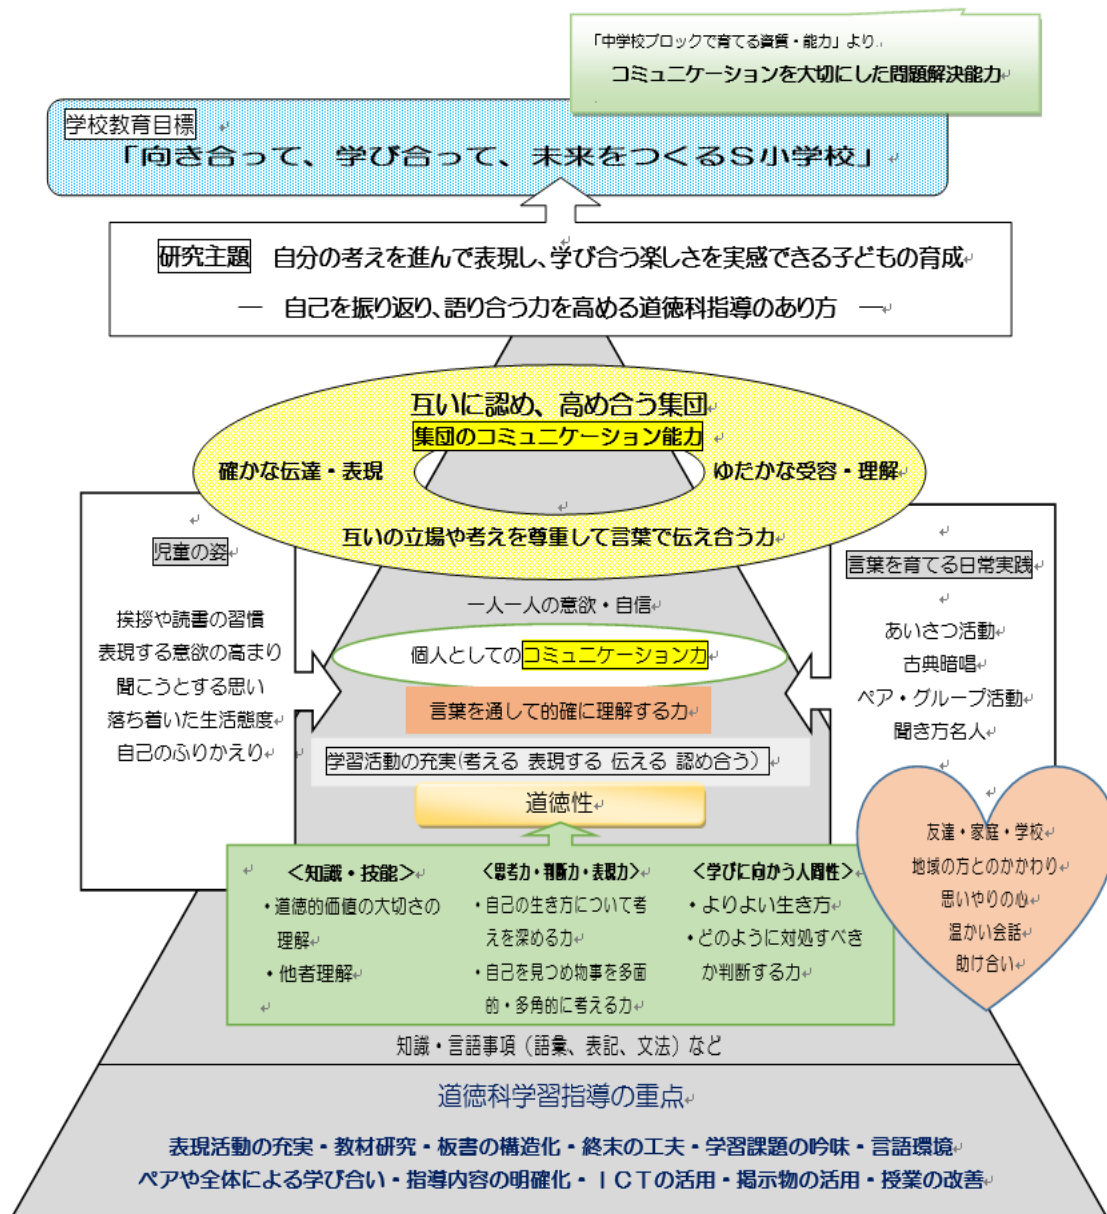 「中学校ブロックで育てる資質・能力」より
コミュニケーションを大切にした問題解決能力
学校教育目標
「向き合って、学び合って、未来をつくるＳ小学校」
研究主題　自分の考えを進んで表現し、学び合う楽しさを実感できる子どもの育成
―　自己を振り返り、語り合う力を高める道徳科指導のあり方　―
互いに認め、高め合う集団
集団のコミュニケーション能力
確かな伝達・表現
ゆたかな受容・理解
互いの立場や考えを尊重して言葉で伝え合う力
児童の姿
挨拶や読書の習慣
表現する意欲の高まり
聞こうとする思い
落ち着いた生活態度
自己のふりかえり
一人一人の意欲・自信
個人としてのコミュニケーション力
言葉を通して的確に理解する力
学習活動の充実(考える 表現する 伝える 認め合う）
道徳性
言葉を育てる日常実践
あいさつ活動
古典暗唱
ペア・グループ活動
聞き方名人
友達・家庭・学校
地域の方とのかかわり
思いやりの心
温かい会話
助け合い
＜知識・技能＞
・道徳的価値の大切さの
理解
・他者理解
＜思考力・判断力・表現力＞
・自己の生き方について考
えを深める力
・自己を見つめ物事を多面
的・多角的に考える力
＜学びに向かう人間性＞
・よりよい生き方
・どのように対処すべき
か判断する力
知識・言語事項（語彙、表記、文法）など
道徳科学習指導の重点
表現活動の充実・教材研究・板書の構造化・終末の工夫・学習課題の吟味・言語環境
ペアや全体による学び合い・指導内容の明確化・ＩＣＴの活用・掲示物の活用・授業の改善